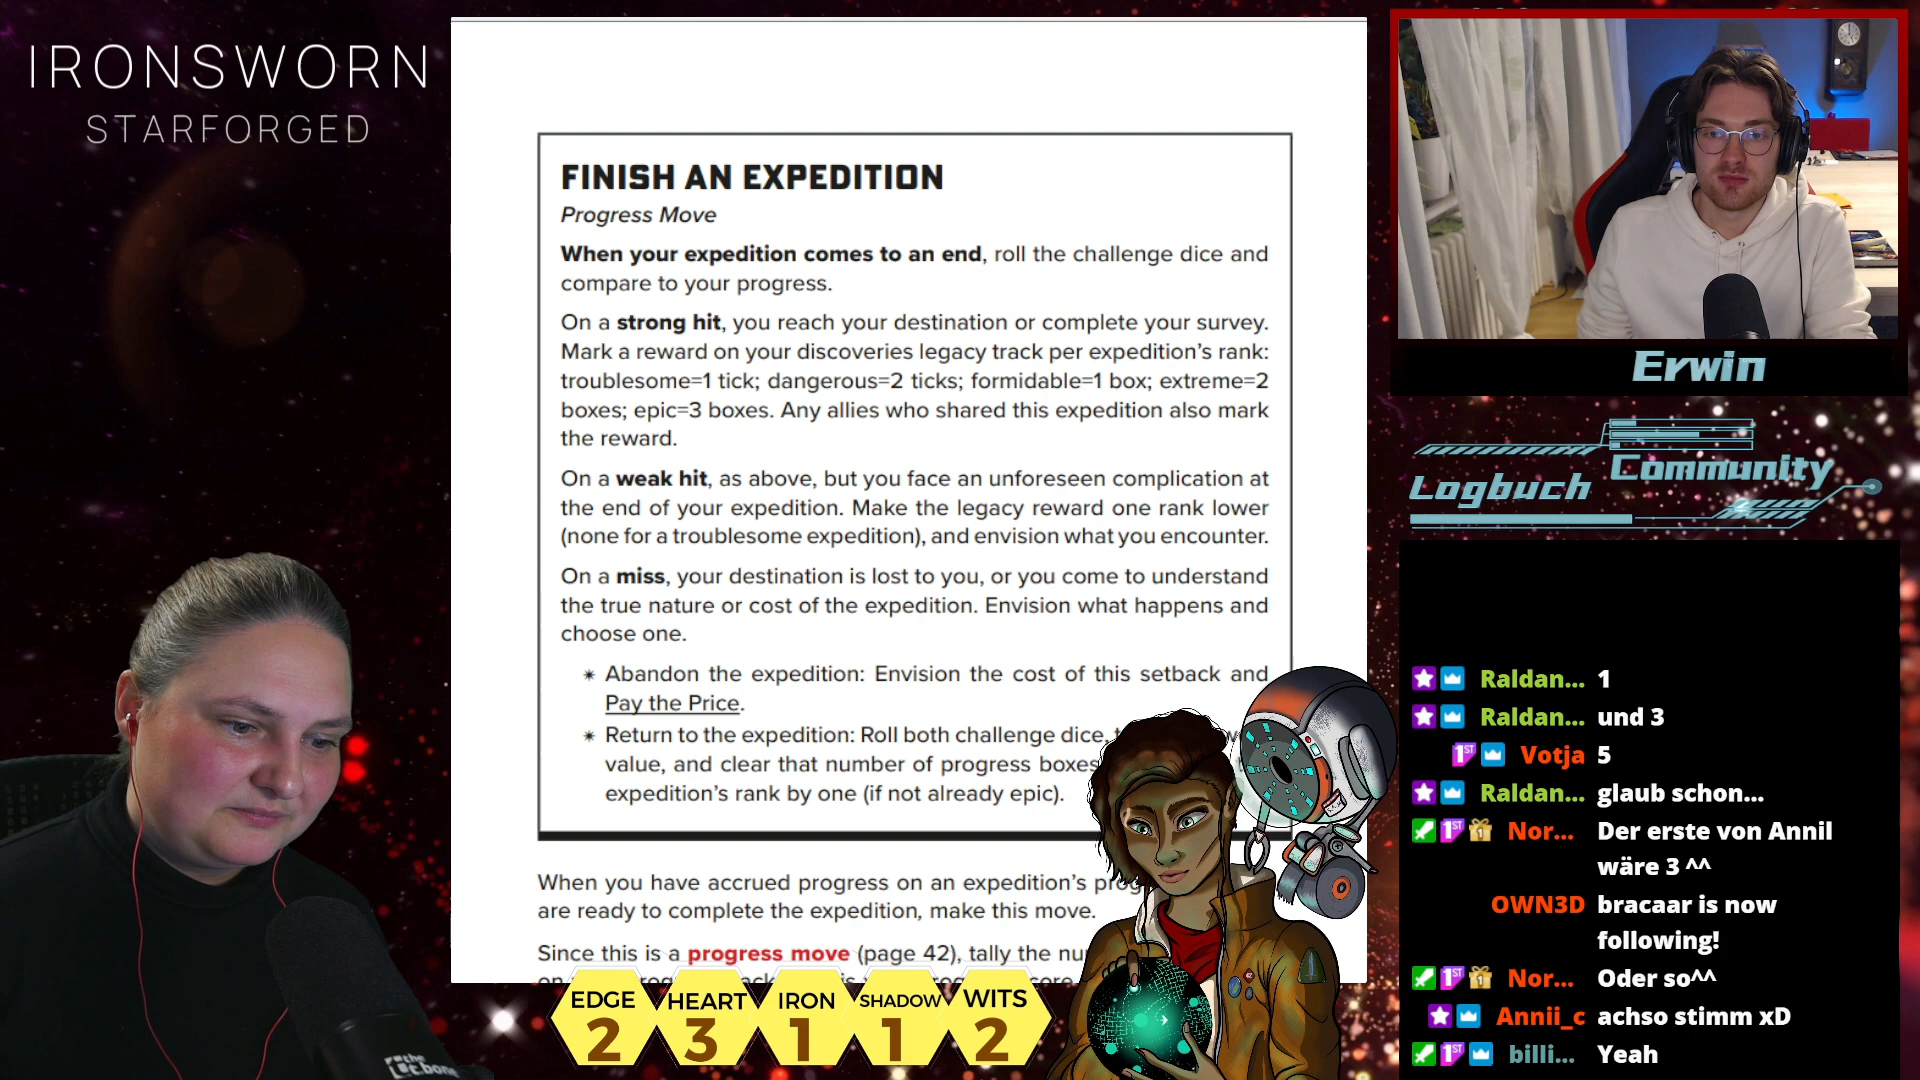 IRONSWORN
STARFORGED
FINISH AN EXPEDITION
Progress Move
When your expedition comes to an end, roll the challenge dice and
compare to your progress.
On a strong hit, you reach your destination or complete your survey.
Mark a reward on your discoveries legacy track per expedition's rank:
troublesome=1 tick; dangerous=2 ticks; formidable=1 box; extreme=2
boxes; epic=3 boxes. Any allies who shared this expedition also mark
the reward.
On a weak hit, as above, but you face an unforeseen complication at
the end of your expedition. Make the legacy reward one rank lower
(none for a troublesome expedition), and envision what you encounter.
On a miss, your destination is lost to you, or you come to understand
the true nature or cost of the expedition. Envision what happens and
choose one.
✴ Abandon the expedition: Envision the cost of this setback and
Pay the Price.
✴ Return to the expedition: Roll both challenge dice,
value, and clear that number of progress boxes
expedition's rank by one (if not already epic).
When you have accrued progress on an expedition's
are ready to complete the expedition, make this move.
Since this is a progress move (page 42), tally the
EDGE
2
HEART
3
IRON
1
SHADOW
1
WITS
2
the
bone
Erwin
Logbuch
Community
Raldan... 1
Raldan... und 3
1ST Votja 5
Raldan... glaub schon...
1ST 1 Nor... Der erste von Annil
wäre 3 ^^
OWN3D bracaar is now
following!
1ST 1 Nor... Oder so^^
Annii_c achso stimm xD
1ST billi... Yeah